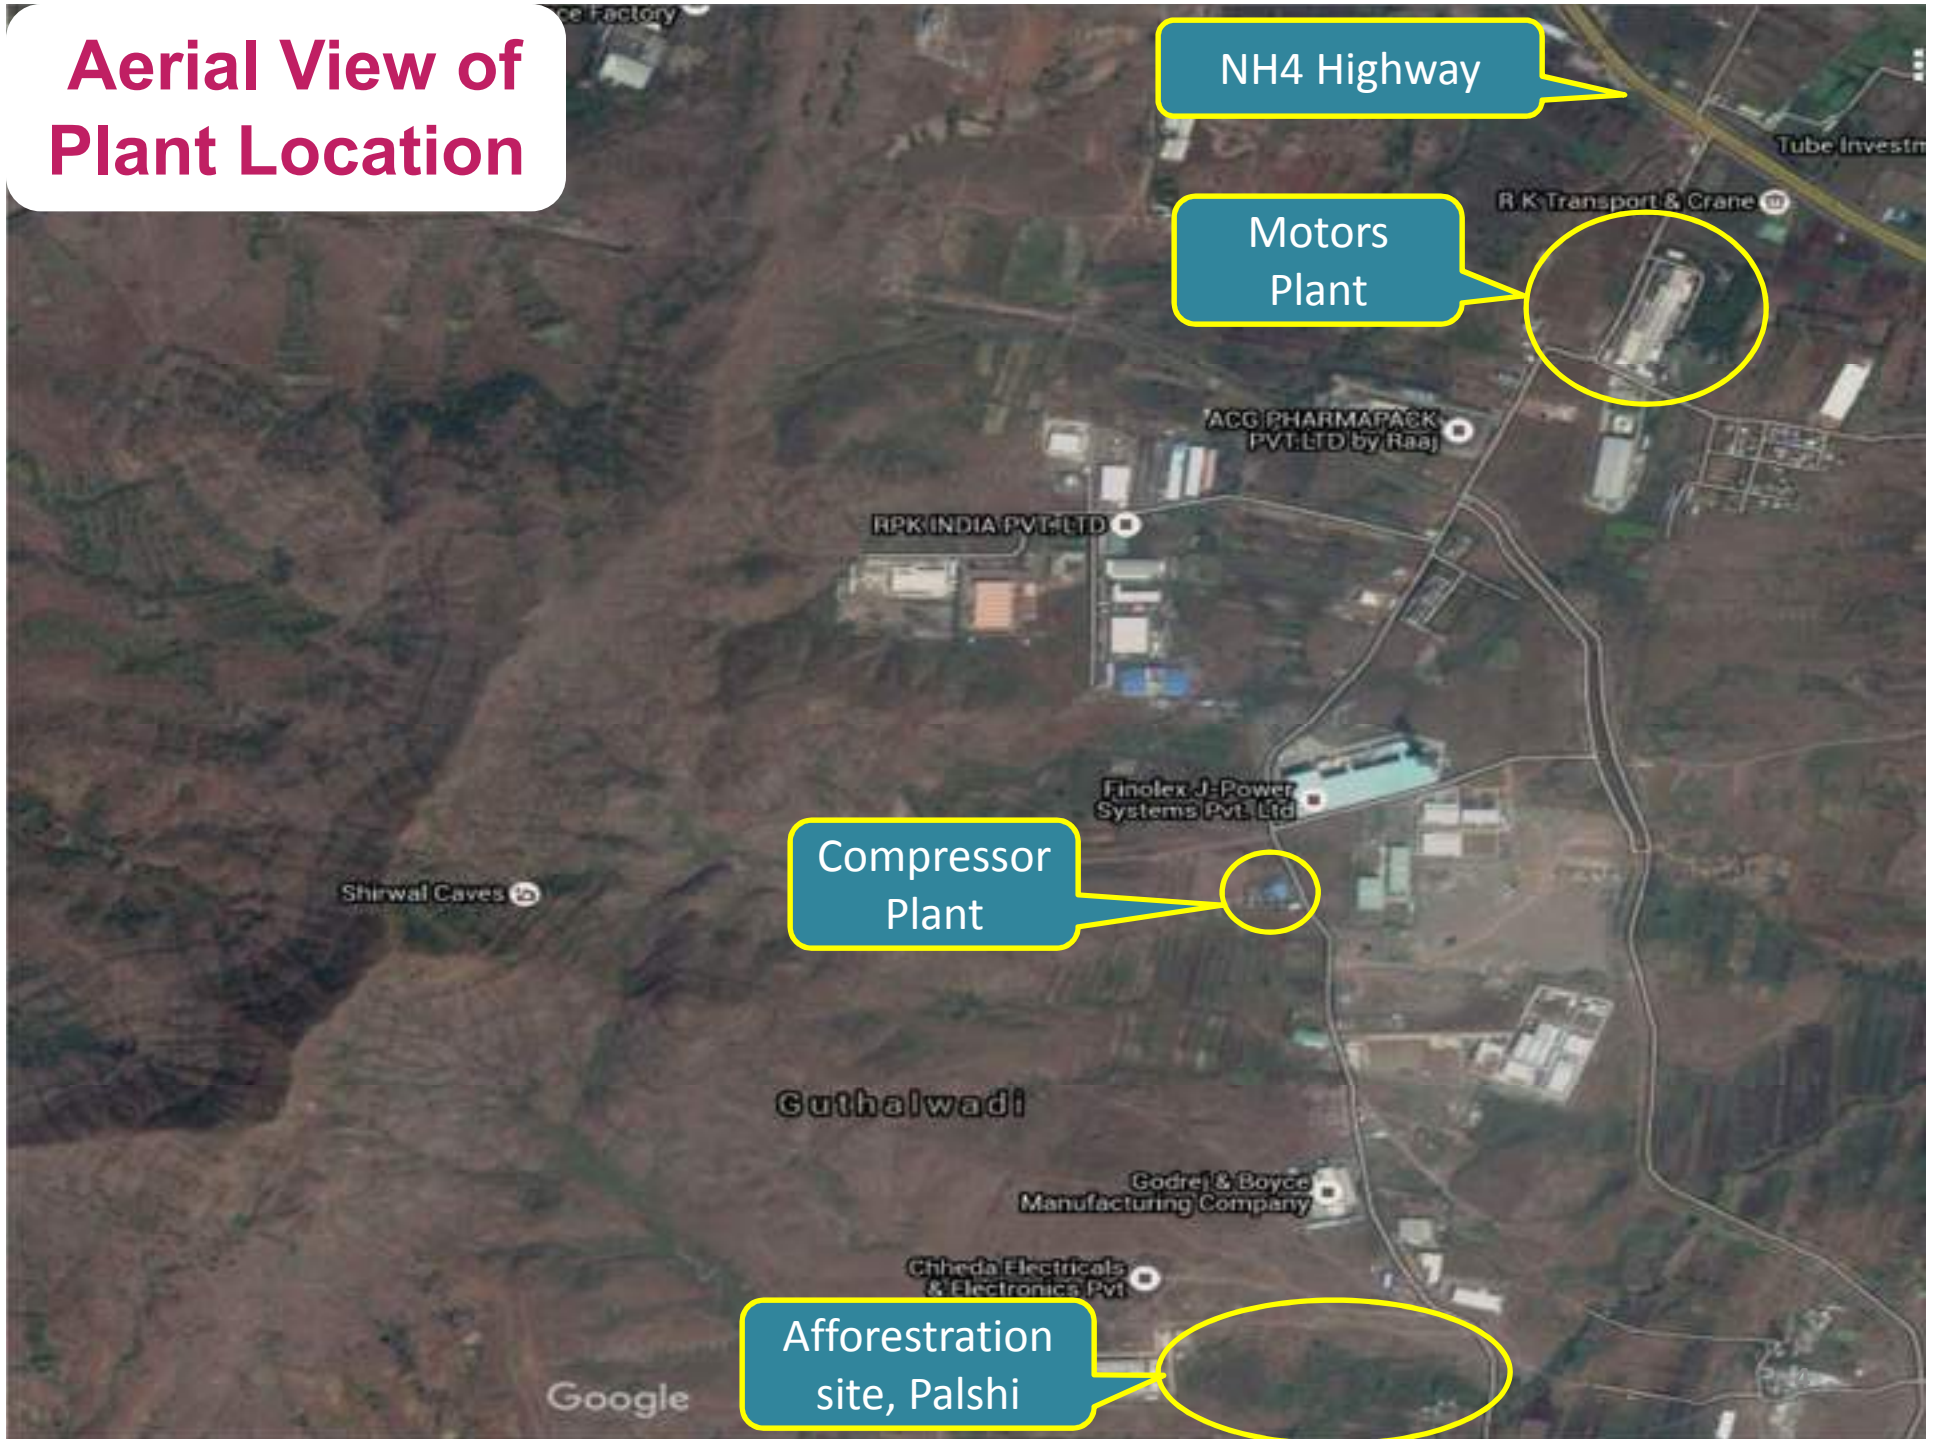 Aerial View of
Plant Location
Factory
NH4 Highway
Tube Investm
R K Transport & Crane
Motors
Plant
ACG PHARMAPACK
PVT.LTD by Raaj
RPK INDIA PVT. LTD
Finolex J-Power
Systems Pvt. Ltd
Compressor
Plant
Shirwal Caves
Guthalwadi
Godrej & Boyce
Manufacturing Company
Chheda Electricals
& Electronics Pvt
Afforestration
site, Palshi
Google